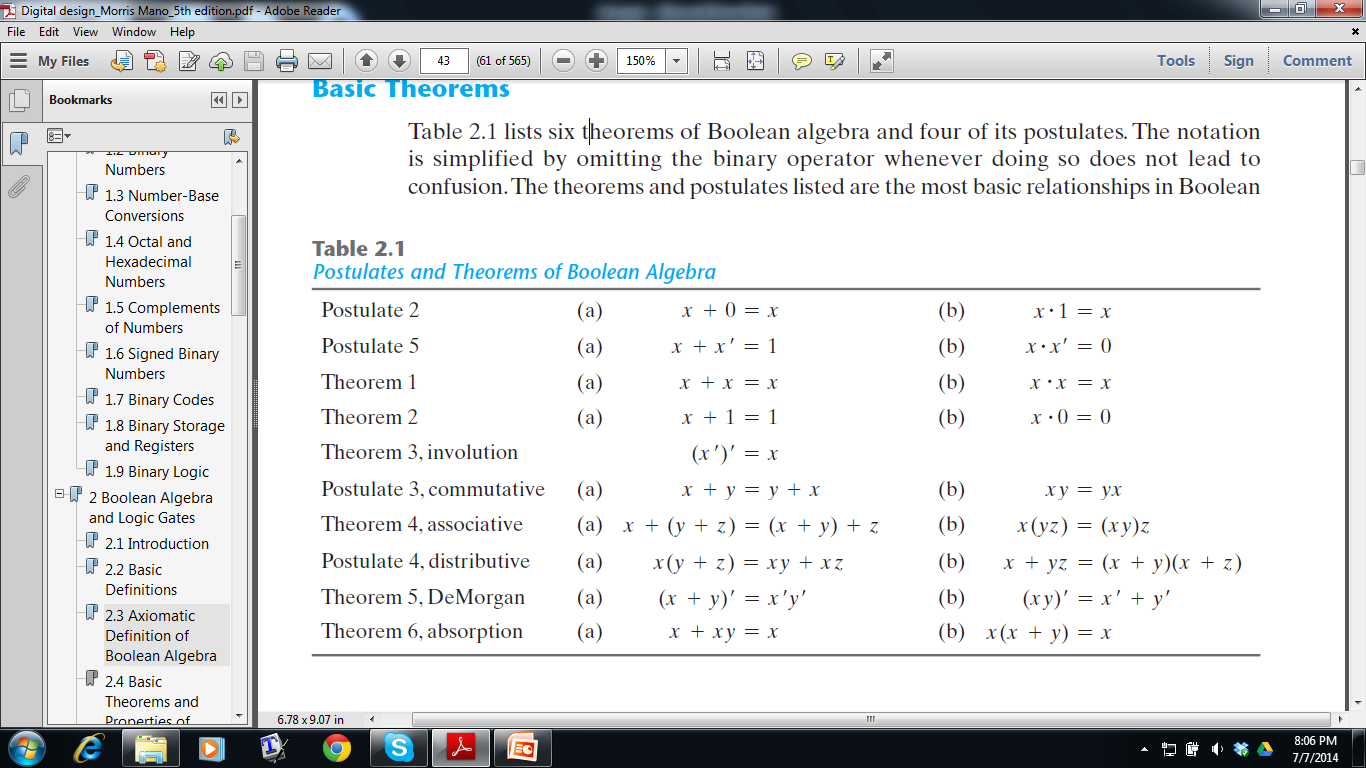 Digital design_Morris Mano_5th edition.pdf - Adobe Reader
File Edit View Window Help
My Files 43 (61 of 565) 150% Tools Sign Comment
Bookmarks
1.2 Binary
Numbers
1.3 Number-Base
Conversions
1.4 Octal and
Hexadecimal
Numbers
1.5 Complements
of Numbers
1.6 Signed Binary
Numbers
1.7 Binary Codes
1.8 Binary Storage
and Registers
1.9 Binary Logic
2 Boolean Algebra
and Logic Gates
2.1 Introduction
2.2 Basic
Definitions
2.3 Axiomatic
Definition of
Boolean Algebra
2.4 Basic
Theorems and
Properties of
Basic Theorems
Table 2.1 lists six theorems of Boolean algebra and four of its postulates. The notation
is simplified by omitting the binary operator whenever doing so does not lead to
confusion. The theorems and postulates listed are the most basic relationships in Boolean
Table 2.1
Postulates and Theorems of Boolean Algebra
Postulate 2 (a) x + 0 = x (b) x · 1 = x
Postulate 5 (a) x + x′ = 1 (b) x · x′ = 0
Theorem 1 (a) x + x = x (b) x · x = x
Theorem 2 (a) x + 1 = 1 (b) x · 0 = 0
Theorem 3, involution (x′)′ = x
Postulate 3, commutative (a) x + y = y + x (b) xy = yx
Theorem 4, associative (a) x + (y + z) = (x + y) + z (b) x(yz) = (xy)z
Postulate 4, distributive (a) x(y + z) = xy + xz (b) x + yz = (x + y)(x + z)
Theorem 5, DeMorgan (a) (x + y)′ = x′y′ (b) (xy)′ = x′ + y′
Theorem 6, absorption (a) x + xy = x (b) x(x + y) = x
6.78 x 9.07 in
8:06 PM
7/7/2014